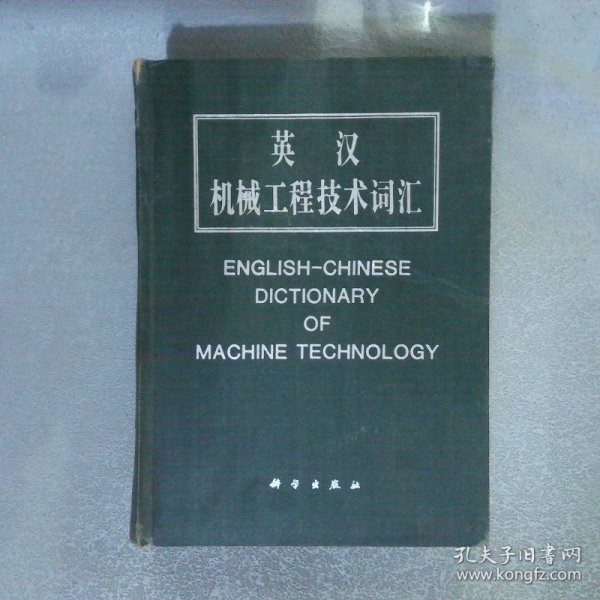 英汉
机械工程技术词汇
ENGLISH-CHINESE
DICTIONARY
OF
MACHINE TECHNOLOGY
科学出版社
孔夫子旧书网
www.kongfz.com